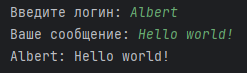 Введите логин: Albert
Ваше сообщение: Hello world!
Albert: Hello world!